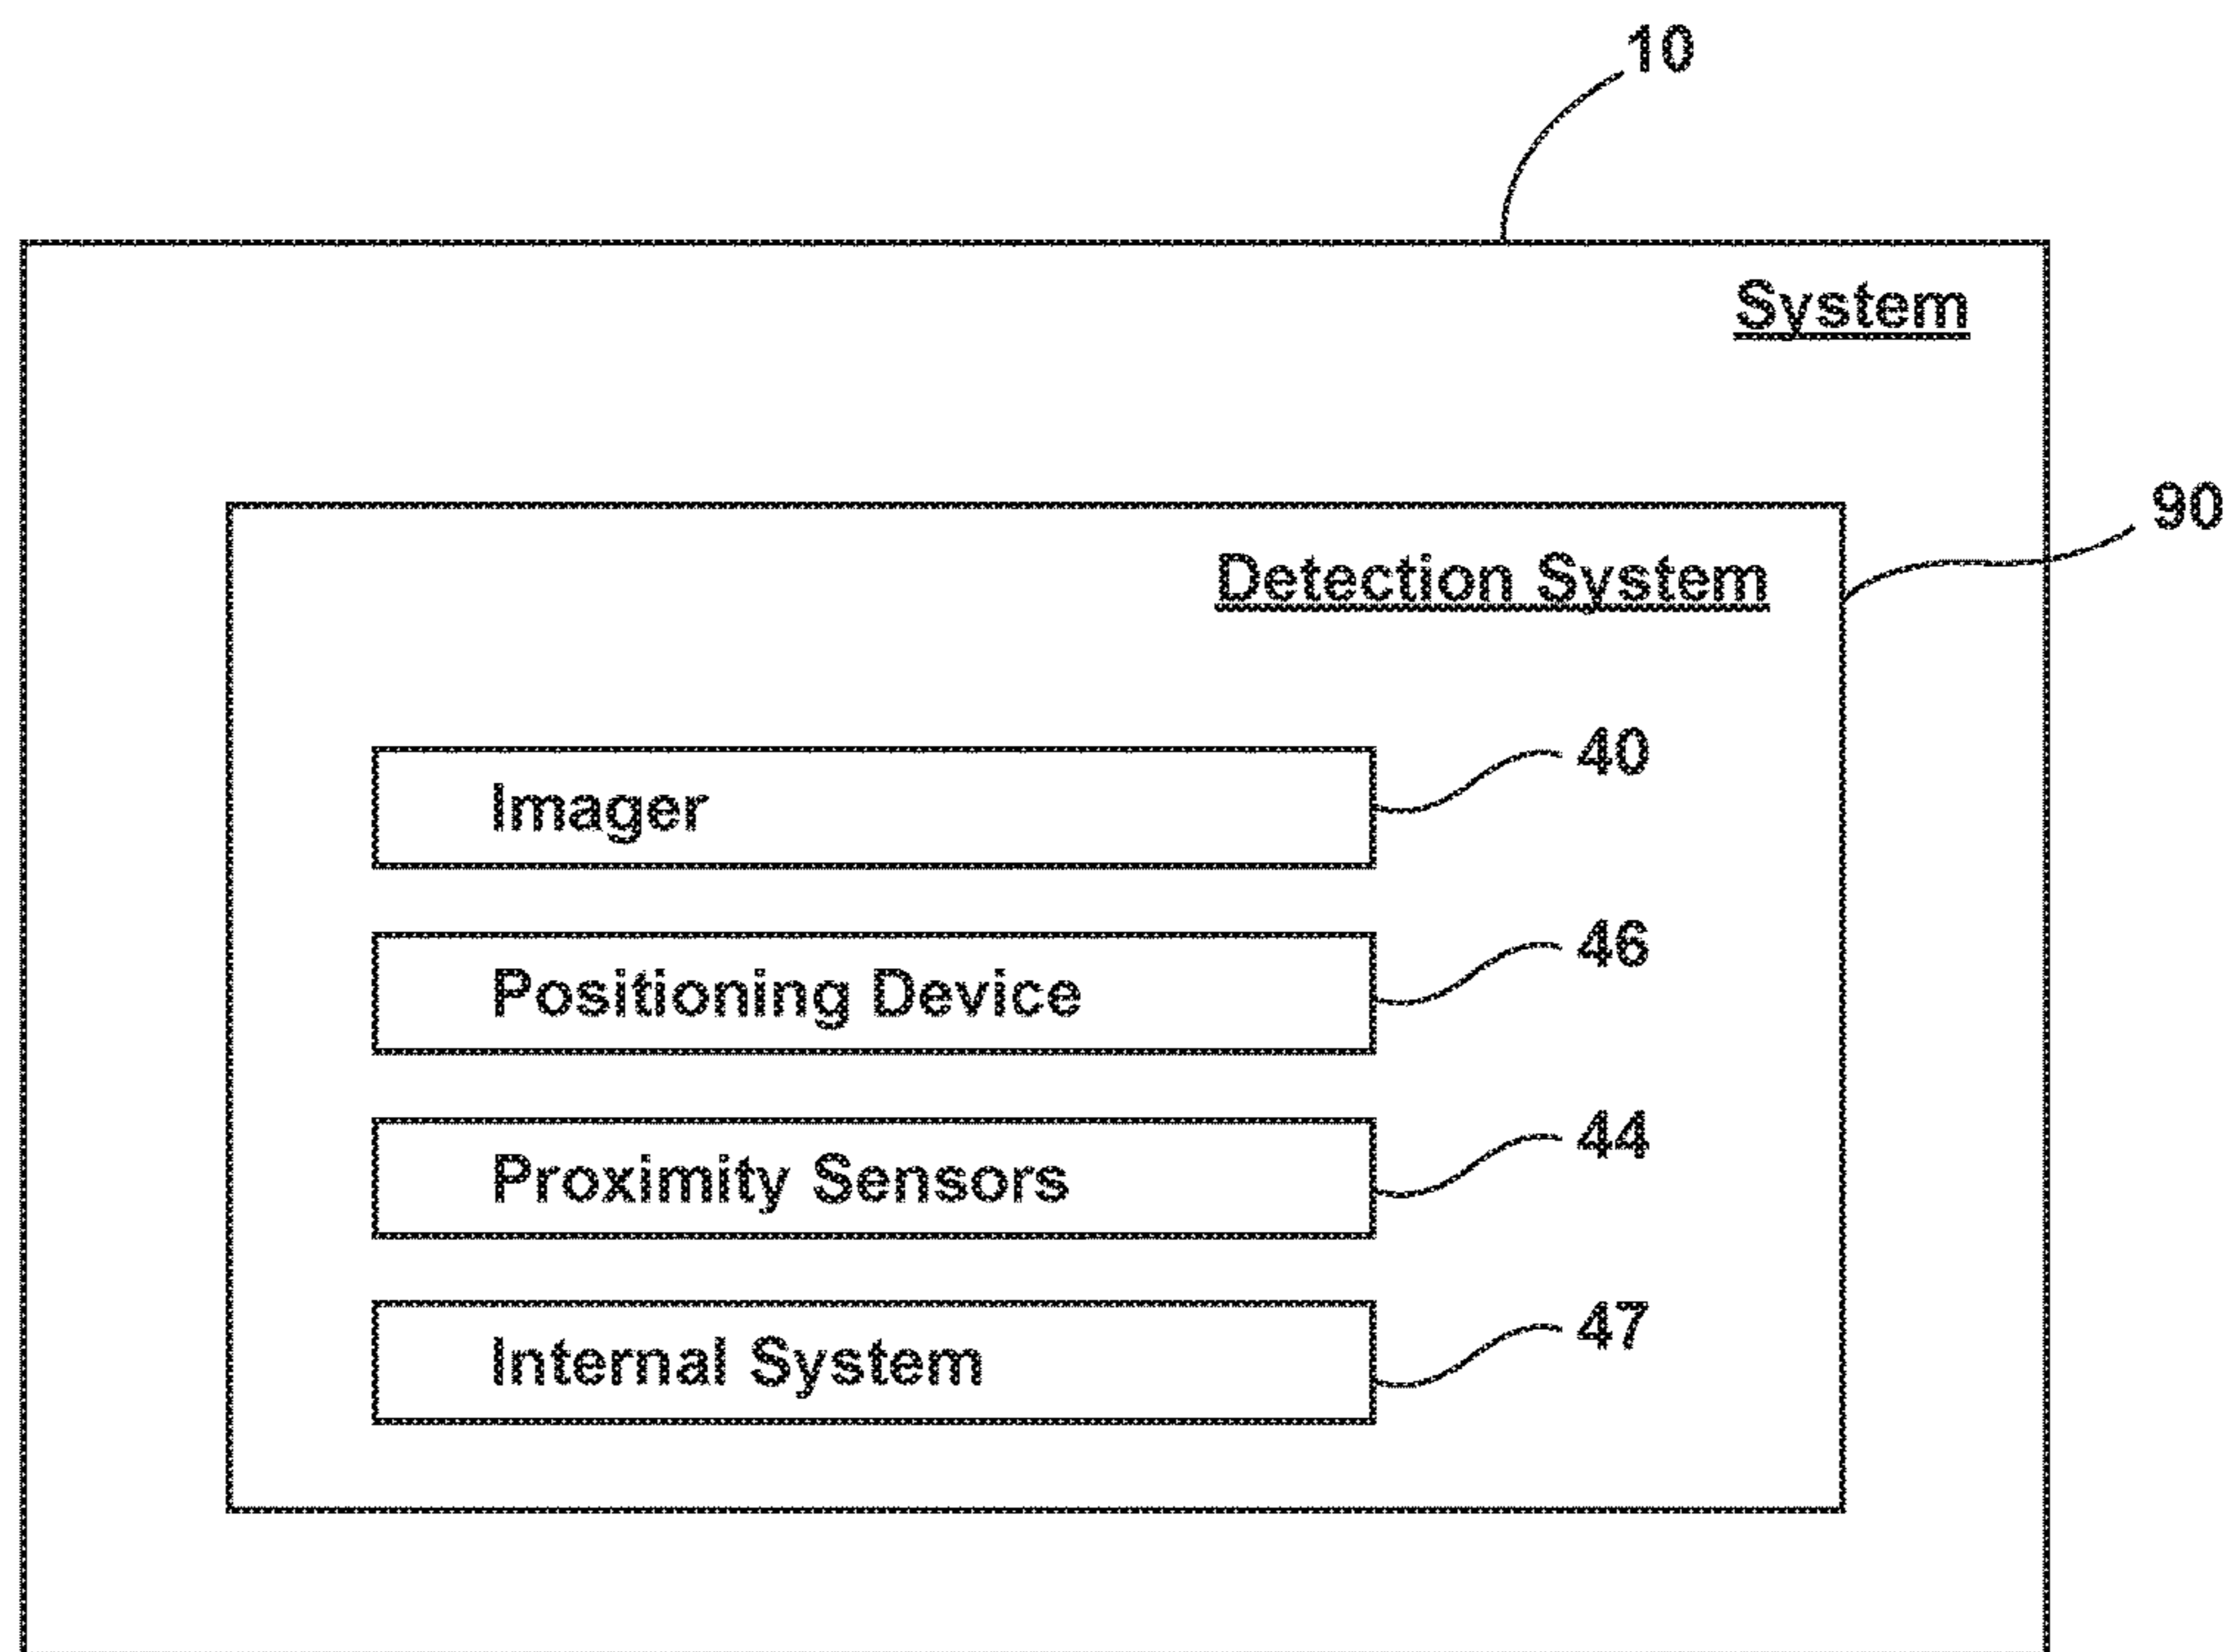 10
System
90
Detection System
Imager 40
Positioning Device 46
Proximity Sensors 44
Internal System 47